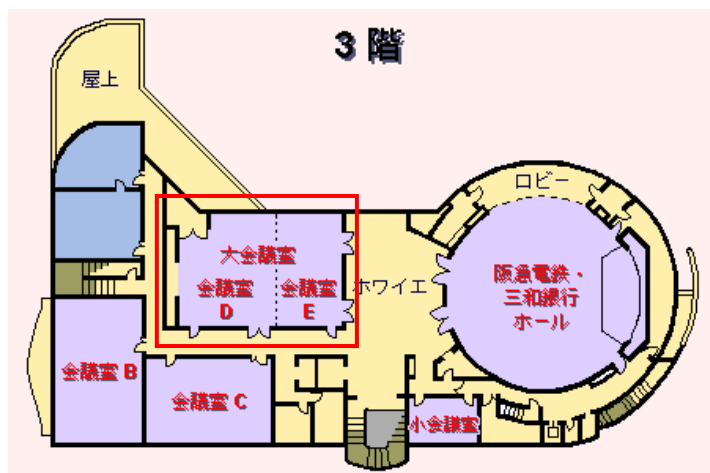 3 階
屋上
ロビー
大会議室
会議室
D
会議室
E
ホワイエ
阪急電鉄・
三和銀行
ホール
会議室 B
会議室 C
小会議室